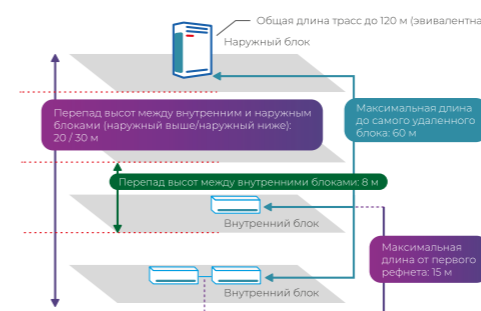 Общая длина трасс до 120 м (эвивалентна
Наружный блок
Перепад высот между внутренним и наружным
блоками (наружный выше/наружный ниже):
20 / 30 м
Максимальная длина
до самого удаленного
блока: 60 м
Перепад высот между внутренними блоками: 8 м
Внутренний блок
Максимальная
длина от первого
рефнета: 15 м
Внутренний блок